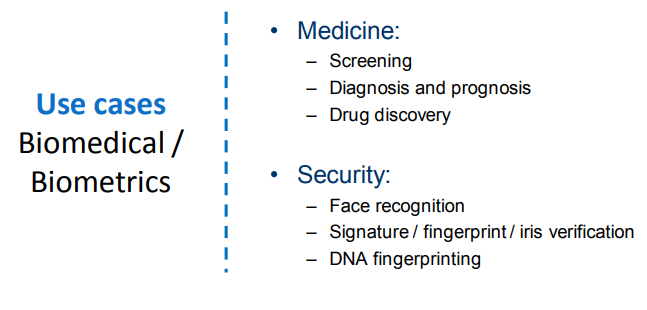 Use cases
Biomedical /
Biometrics
• Medicine:
– Screening
– Diagnosis and prognosis
– Drug discovery
• Security:
– Face recognition
– Signature / fingerprint / iris verification
– DNA fingerprinting